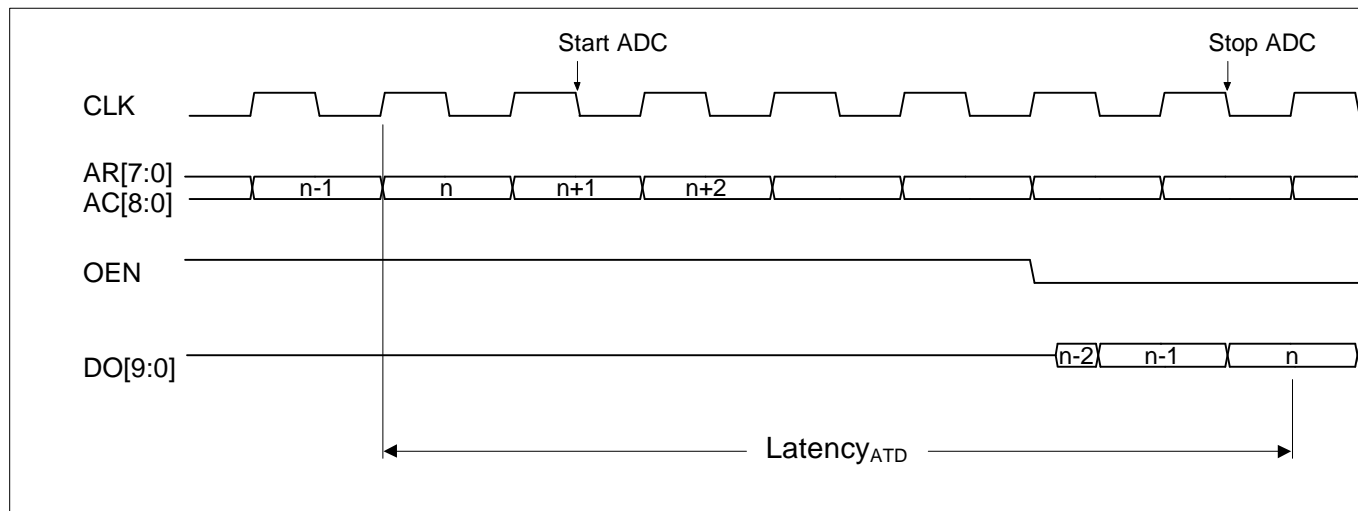 Start ADC Stop ADC
CLK
AR[7:0]
AC[8:0]
n-1 n n+1 n+2
OEN
DO[9:0]
n-2 n-1 n
LatencyATD